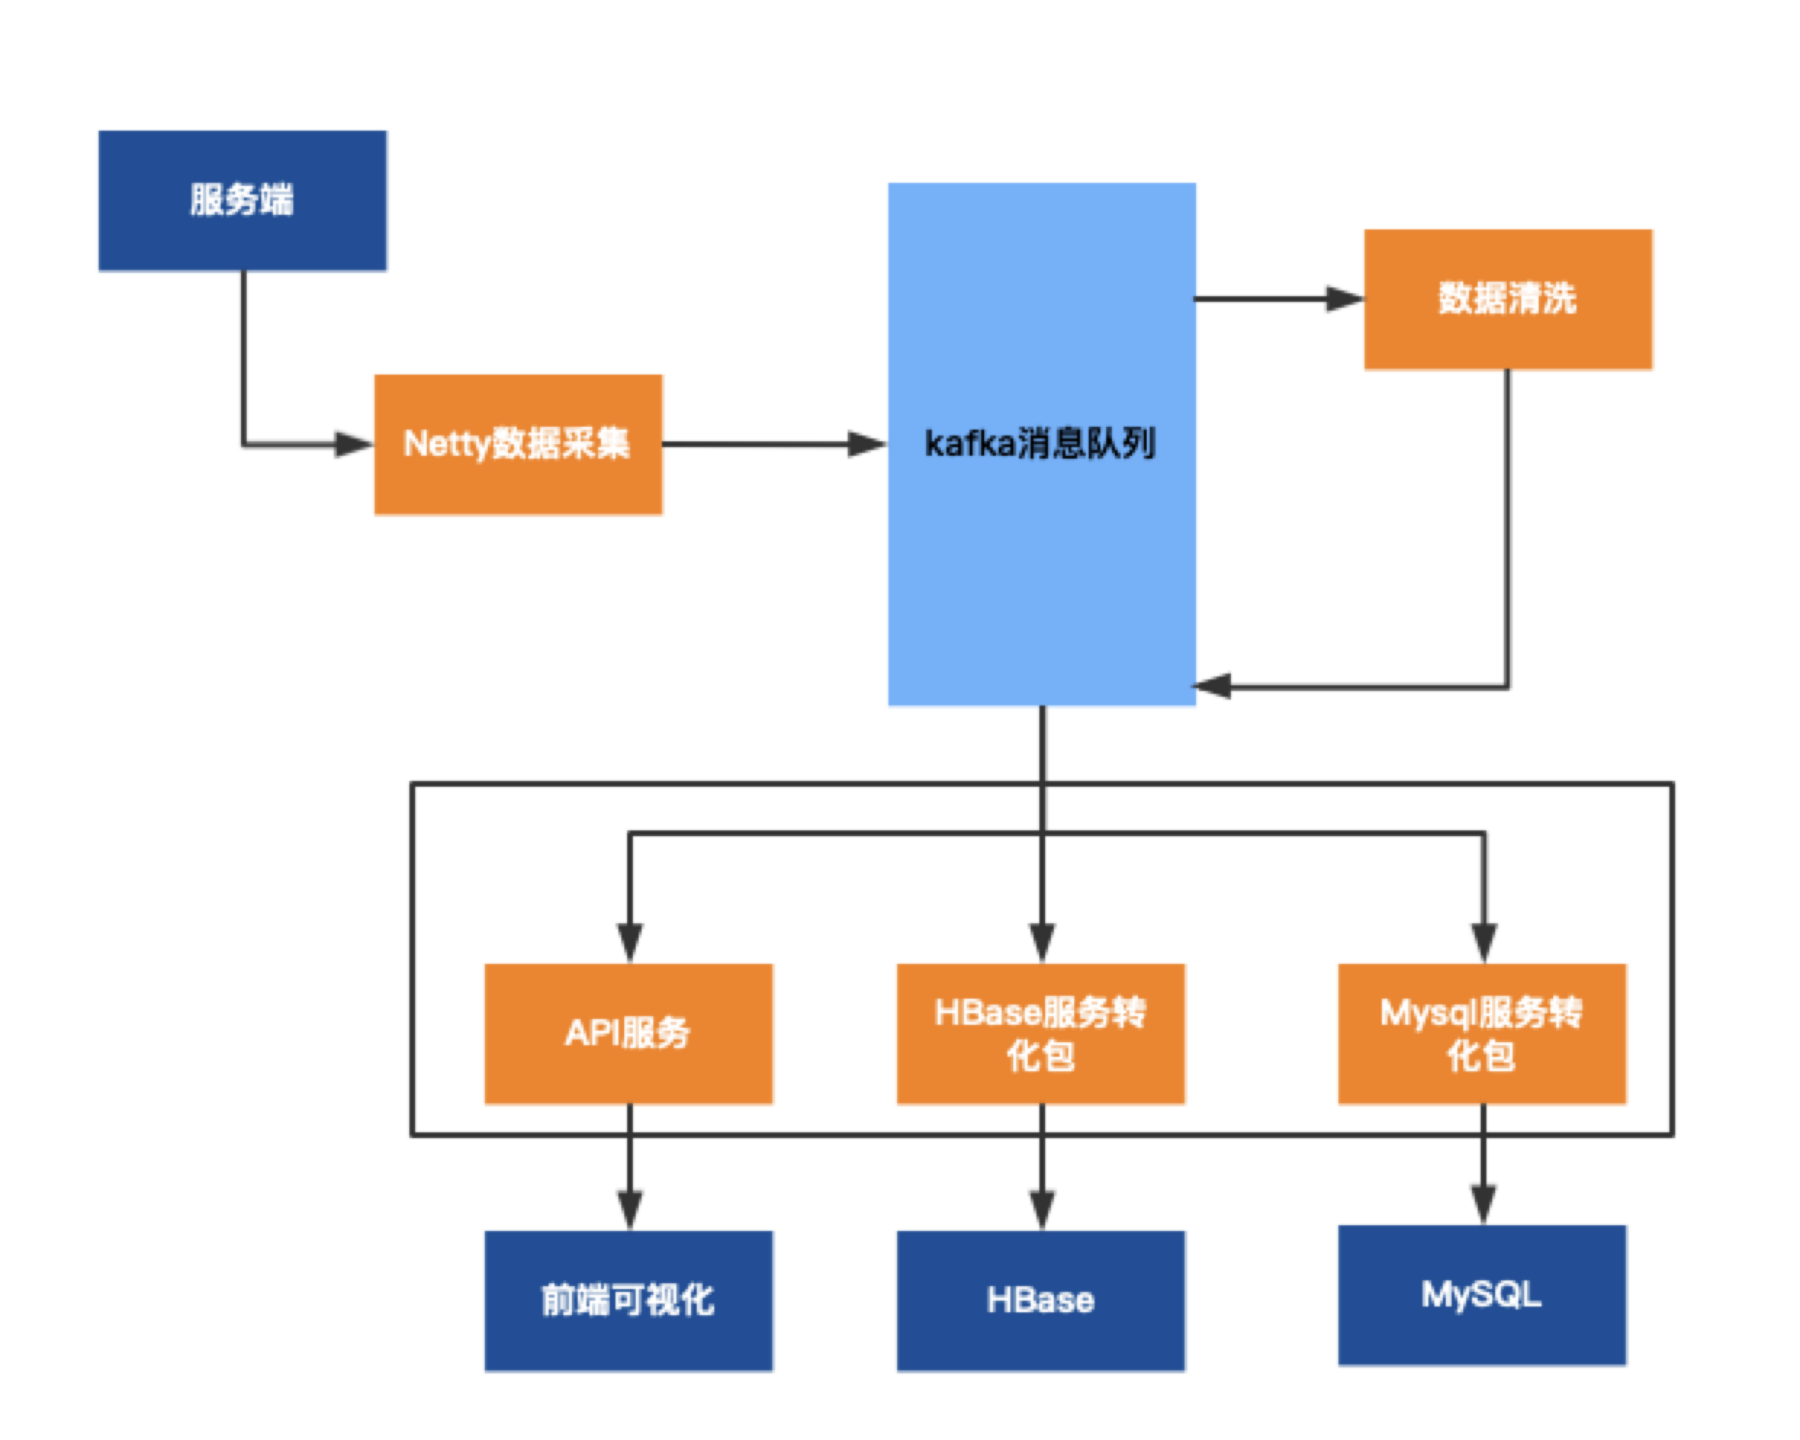 服务端
数据清洗
Netty数据采集
kafka消息队列
API服务
HBase服务转
化包
Mysql服务转
化包
前端可视化
HBase
MySQL